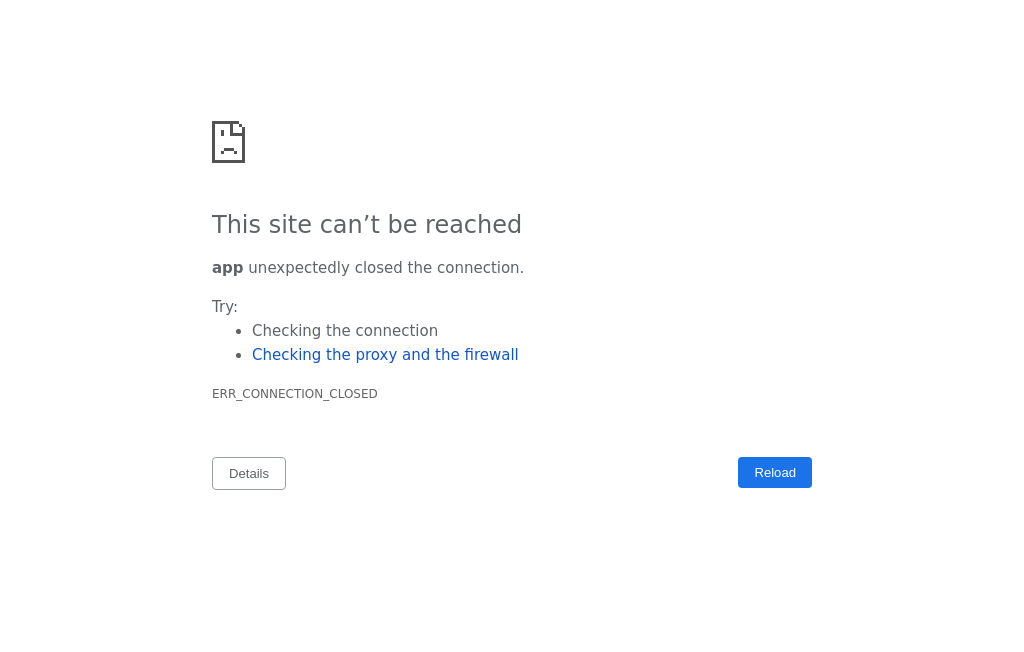 This site can’t be reached
app unexpectedly closed the connection.
Try:
Checking the connection
Checking the proxy and the firewall
ERR_CONNECTION_CLOSED
Details
Reload